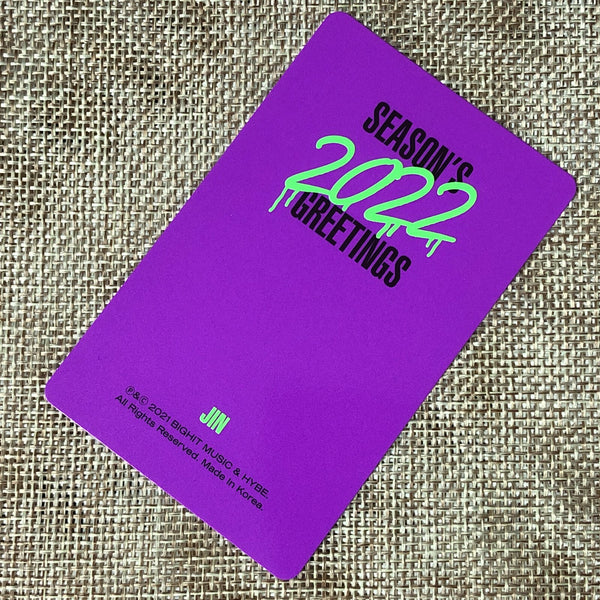 SEASON'S
2022
GREETINGS
JIN
℗&© 2021 BIGHIT MUSIC & HYBE.
All Rights Reserved. Made in Korea.